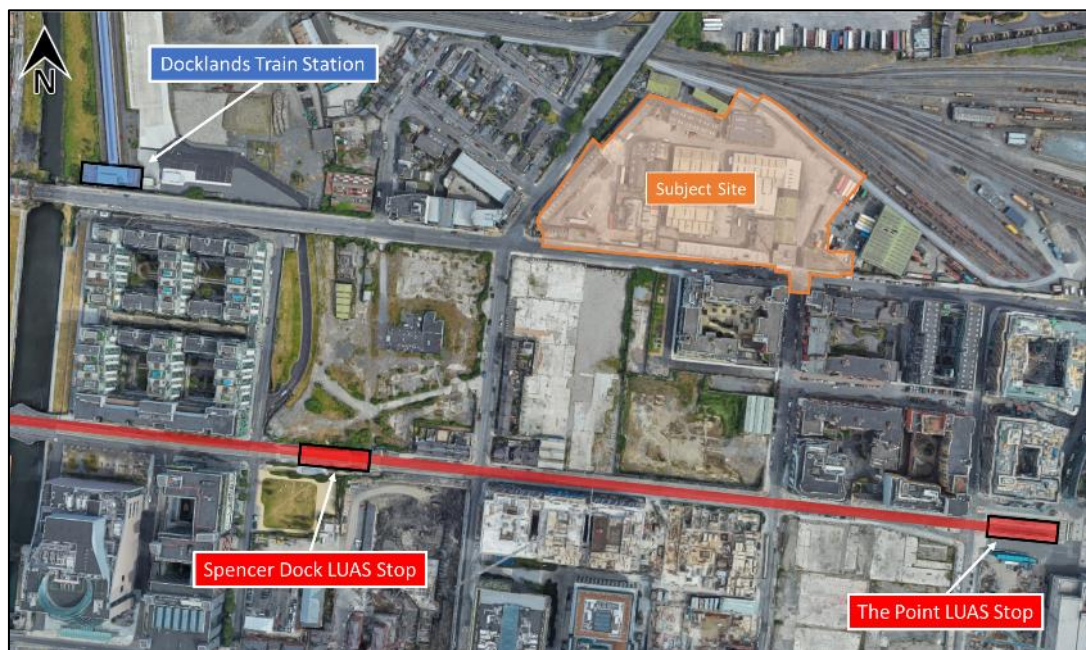 Docklands Train Station
N
Subject Site
Spencer Dock LUAS Stop
The Point LUAS Stop